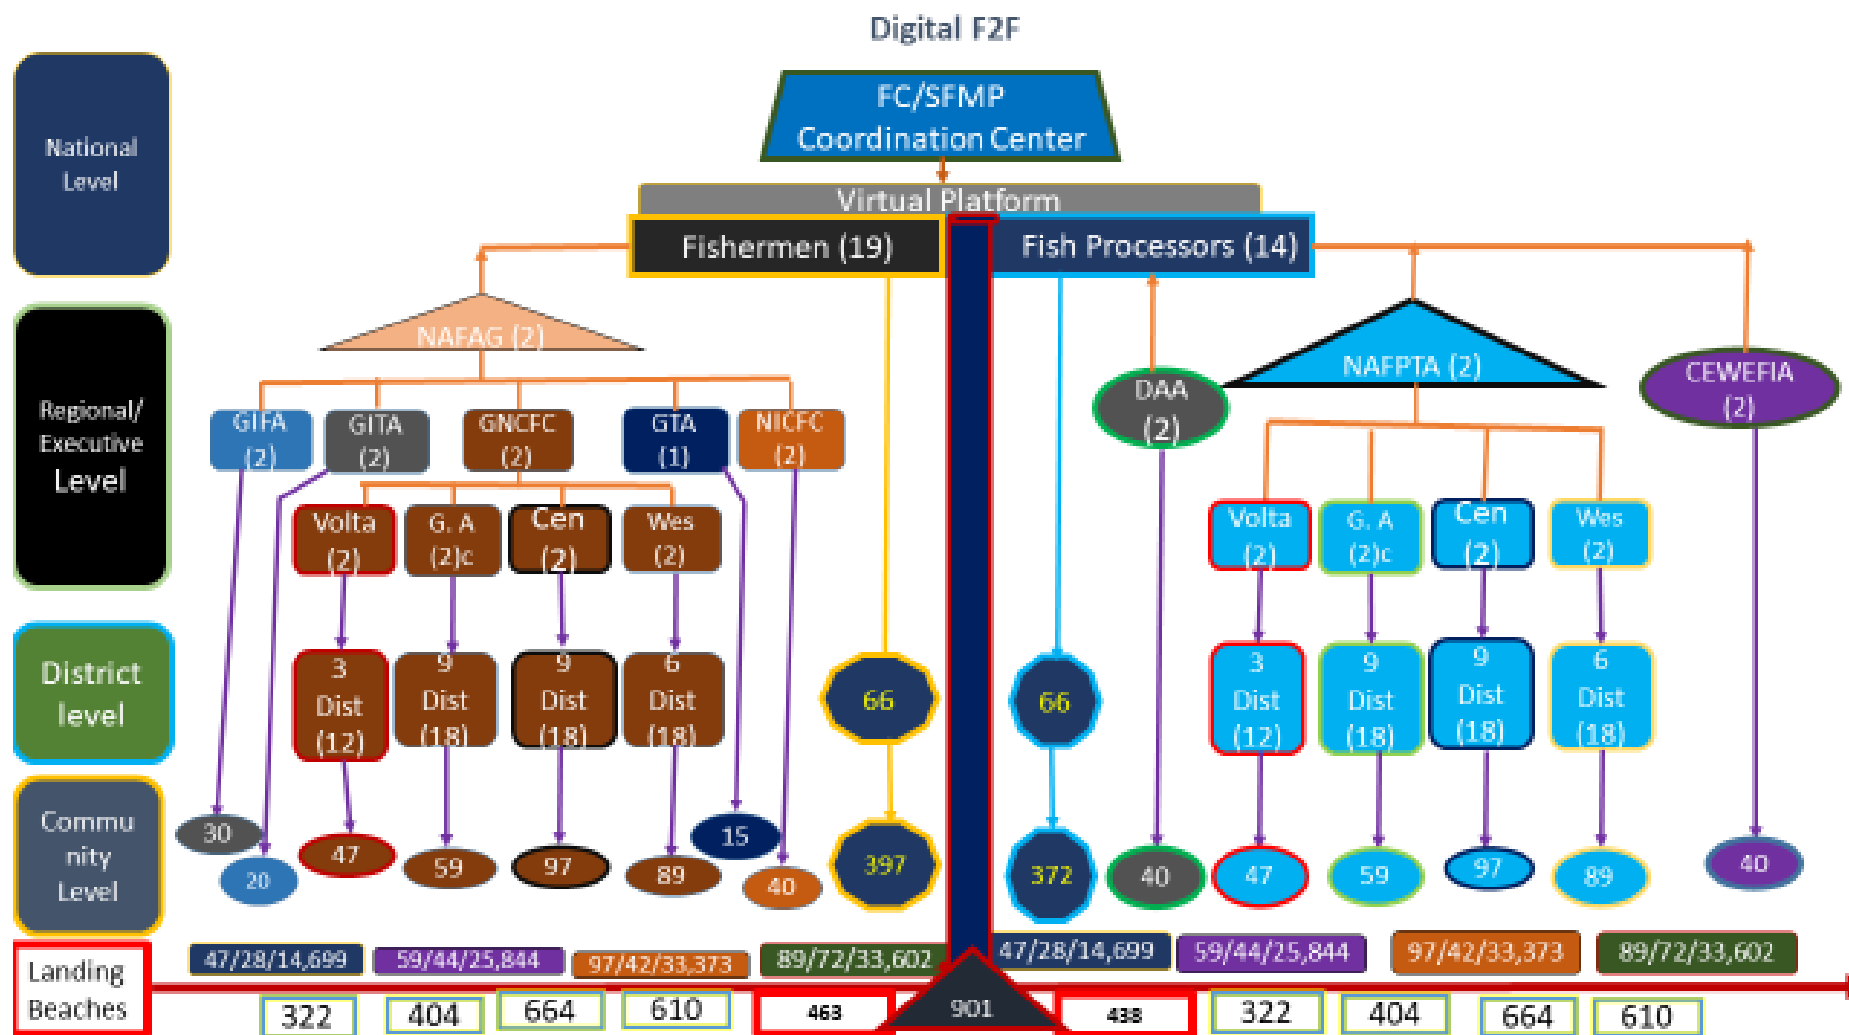 Digital F2F
National
Level
FC/SFMP
Coordination Center
Virtual Platform
Fishermen (19)
Fish Processors (14)
Regional/
Executive
Level
NAFAG (2)
NAFPTA (2)
DAA
(2)
CEWEFIA
(2)
GIFA
(2)
GITA
(2)
GNCFC
(2)
GTA
(1)
NICFC
(2)
Volta
(2)
G. A
(2)c
Cen
(2)
Wes
(2)
Volta
(2)
G. A
(2)c
Cen
(2)
Wes
(2)
District
level
3
Dist
(12)
9
Dist
(18)
9
Dist
(18)
6
Dist
(18)
66
66
3
Dist
(12)
9
Dist
(18)
9
Dist
(18)
6
Dist
(18)
Commu
nity
Level
30
20
47
59
97
89
15
40
397
372
40
47
59
97
89
40
Landing
Beaches
47/28/14,699
59/44/25,844
97/42/33,373
89/72/33,602
47/28/14,699
59/44/25,844
97/42/33,373
89/72/33,602
322
404
664
610
463
901
438
322
404
664
610